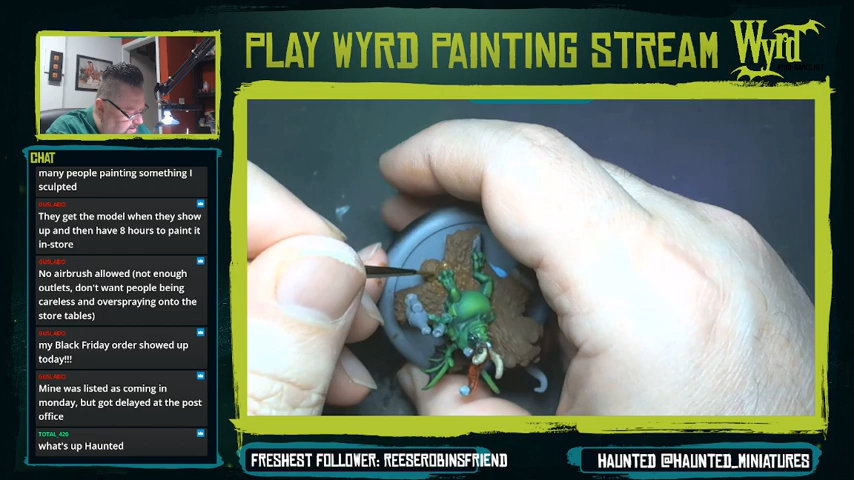 PLAY WYRD PAINTING STREAM
Wyrd
CHAT
many people painting something I
sculpted
GUSLADO
They get the model when they show
up and then have 8 hours to paint it
in-store
GUSLADO
No airbrush allowed (not enough
outlets, don't want people being
careless and overspraying onto the
store tables)
GUSLADO
my Black Friday order showed up
today!!!
GUSLADO
Mine was listed as coming in
monday, but got delayed at the post
office
TOTAL_420
what's up Haunted
FRESHEST FOLLOWER: REESEROBINSFRIEND
HAUNTED @HAUNTED_MINIATURES